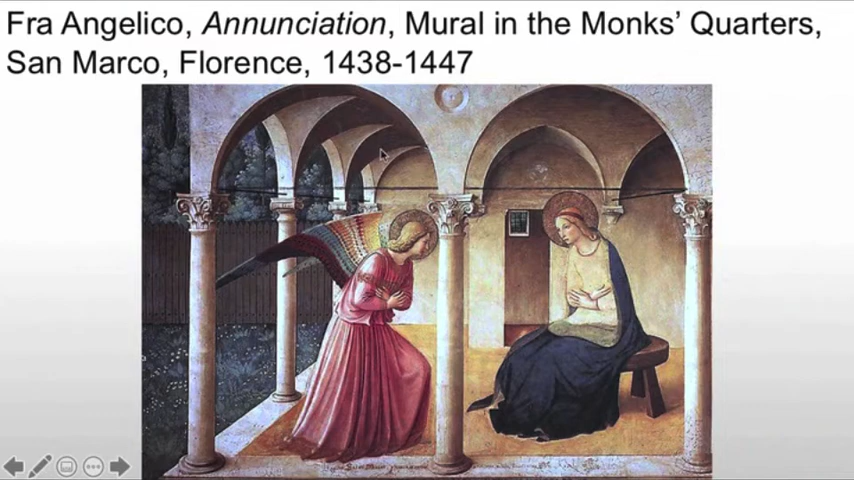 Fra Angelico, Annunciation, Mural in the Monks' Quarters,
San Marco, Florence, 1438-1447